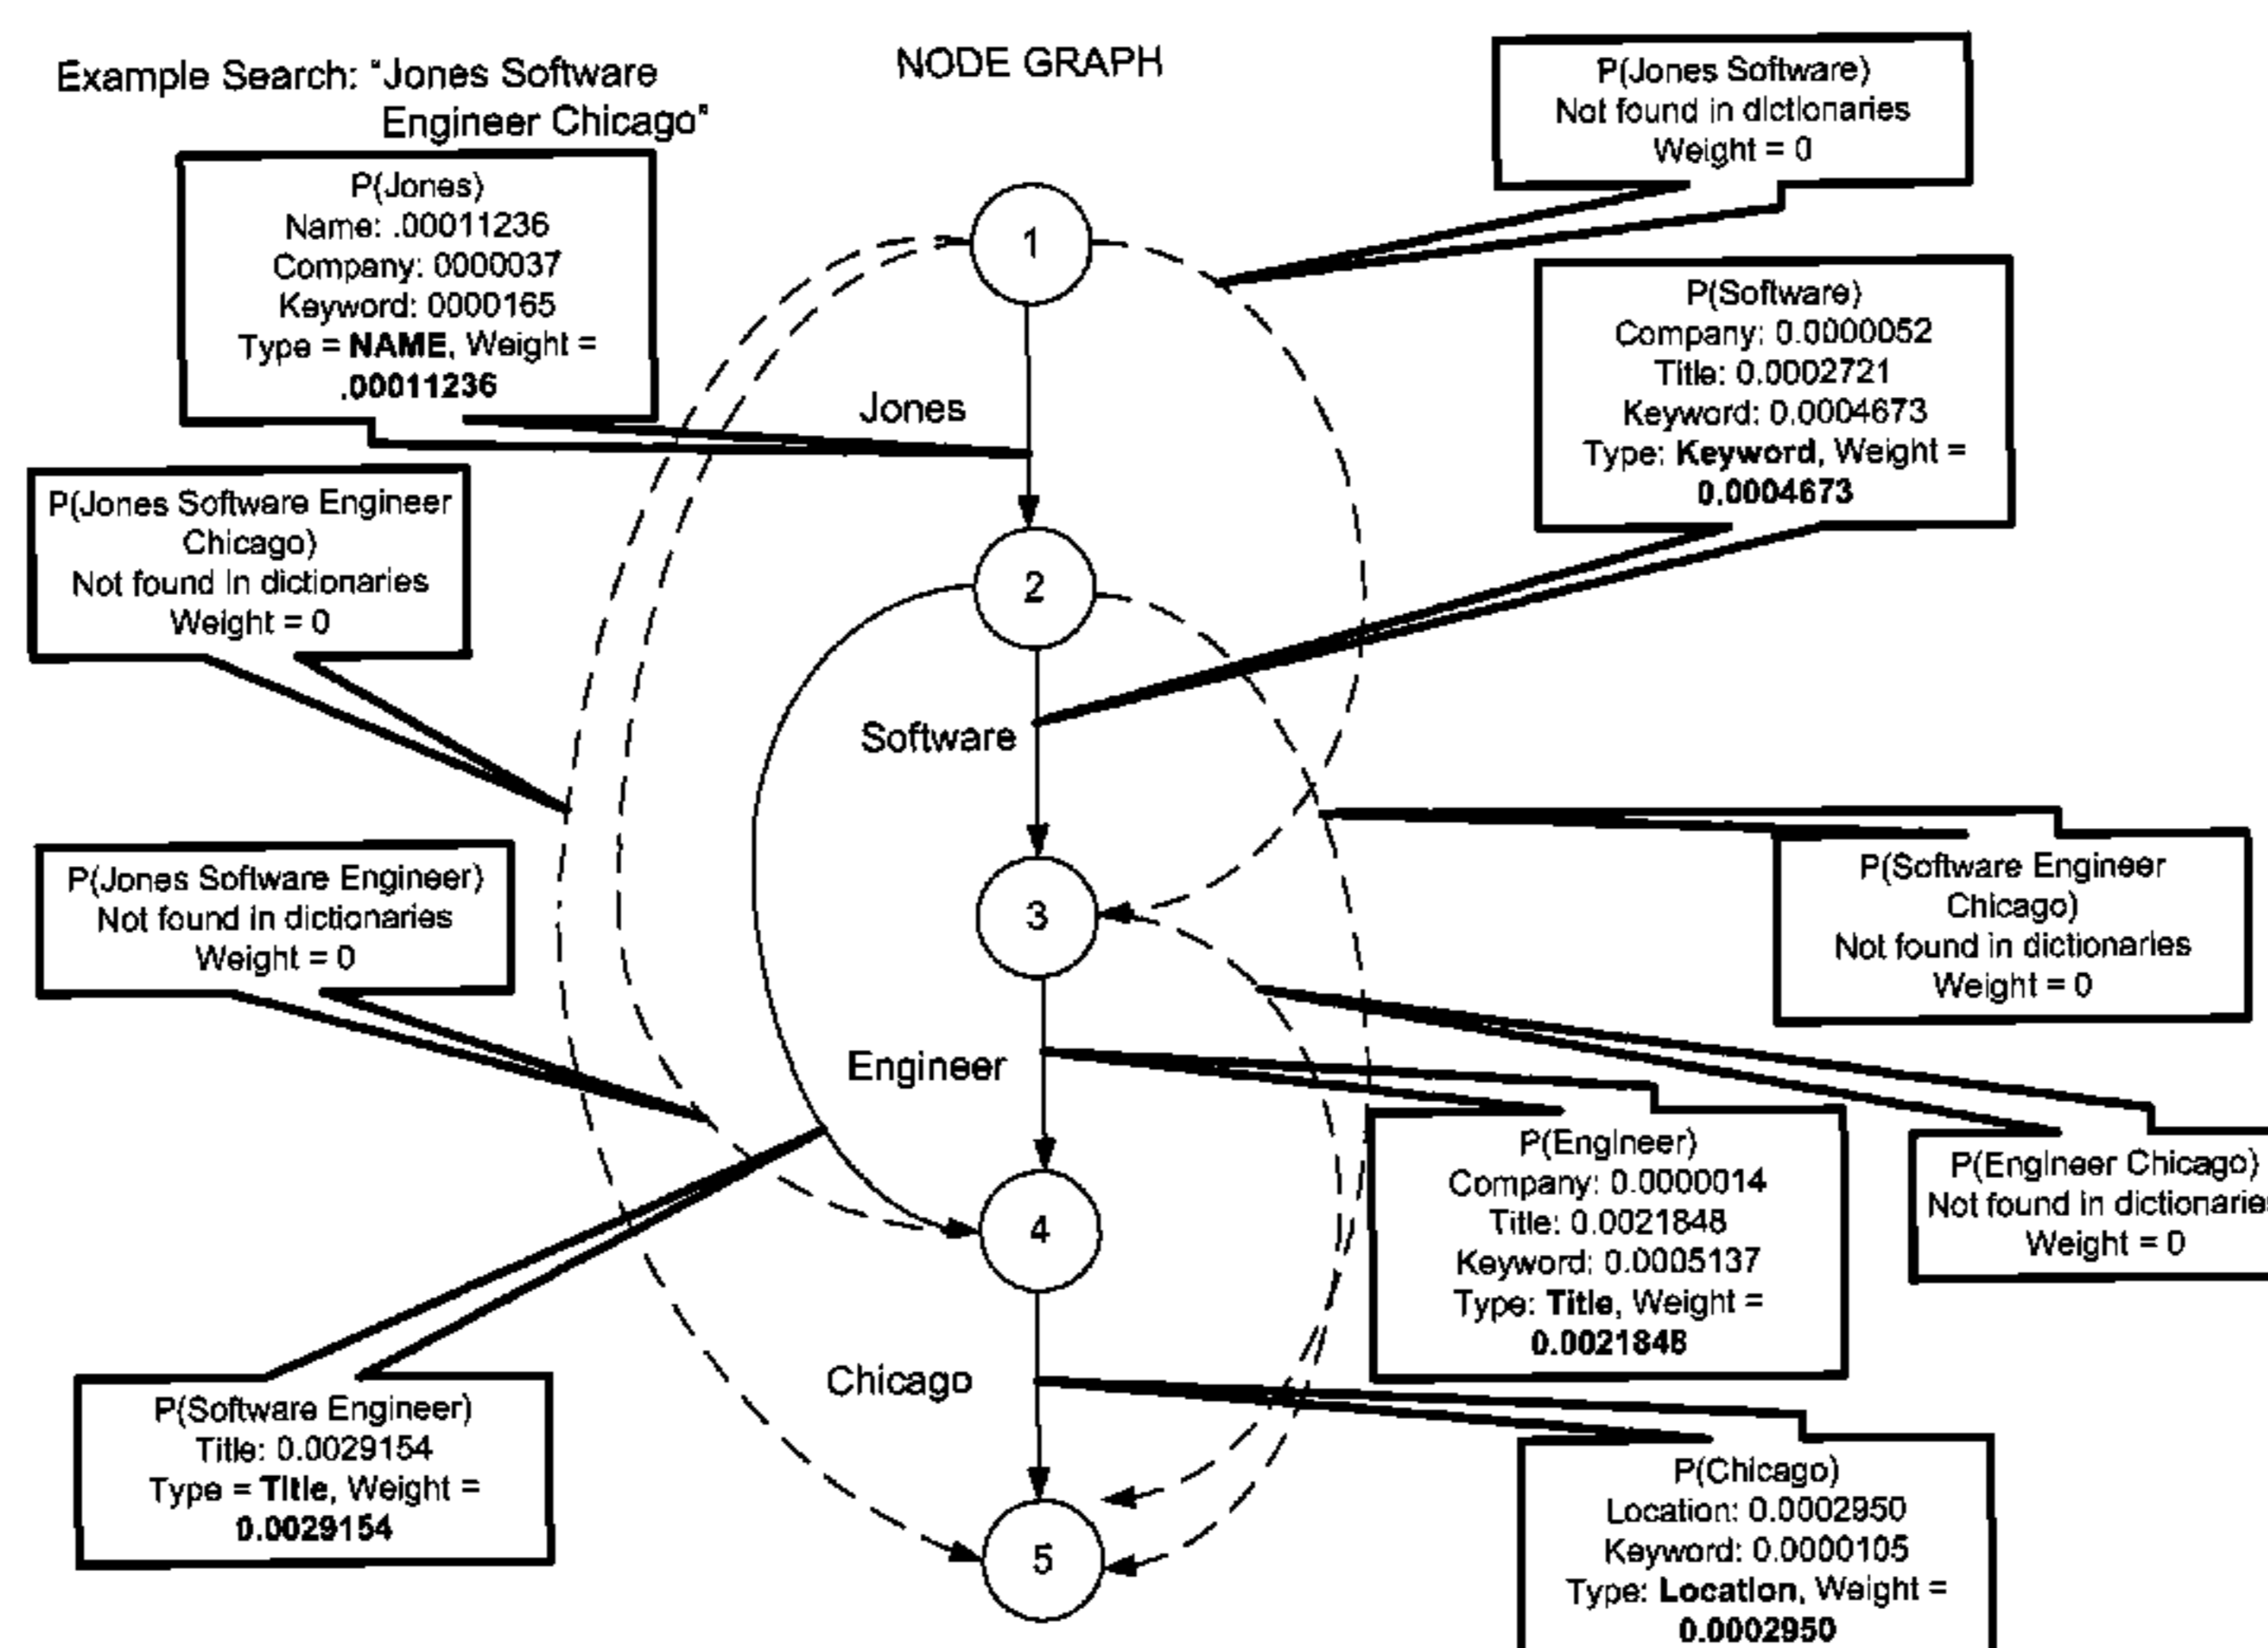 Example Search: "Jones Software
Engineer Chicago"
NODE GRAPH
P(Jones Software)
Not found in dictionaries
Weight = 0
P(Jones)
Name: .00011236
Company: 0000037
Keyword: 0000165
Type = NAME, Weight =
.00011236
1
P(Software)
Company: 0.0000052
Title: 0.0002721
Keyword: 0.0004673
Type: Keyword, Weight =
0.0004673
Jones
P(Jones Software Engineer
Chicago)
Not found in dictionaries
Weight = 0
2
Software
P(Jones Software Engineer)
Not found in dictionaries
Weight = 0
3
P(Software Engineer
Chicago)
Not found in dictionaries
Weight = 0
Engineer
P(Engineer)
Company: 0.0000014
Title: 0.0021848
Keyword: 0.0005137
Type: Title, Weight =
0.0021848
P(Engineer Chicago)
Not found in dictionaries
Weight = 0
4
Chicago
P(Software Engineer)
Title: 0.0029154
Type = Title, Weight =
0.0029154
5
P(Chicago)
Location: 0.0002950
Keyword: 0.0000105
Type: Location, Weight =
0.0002950